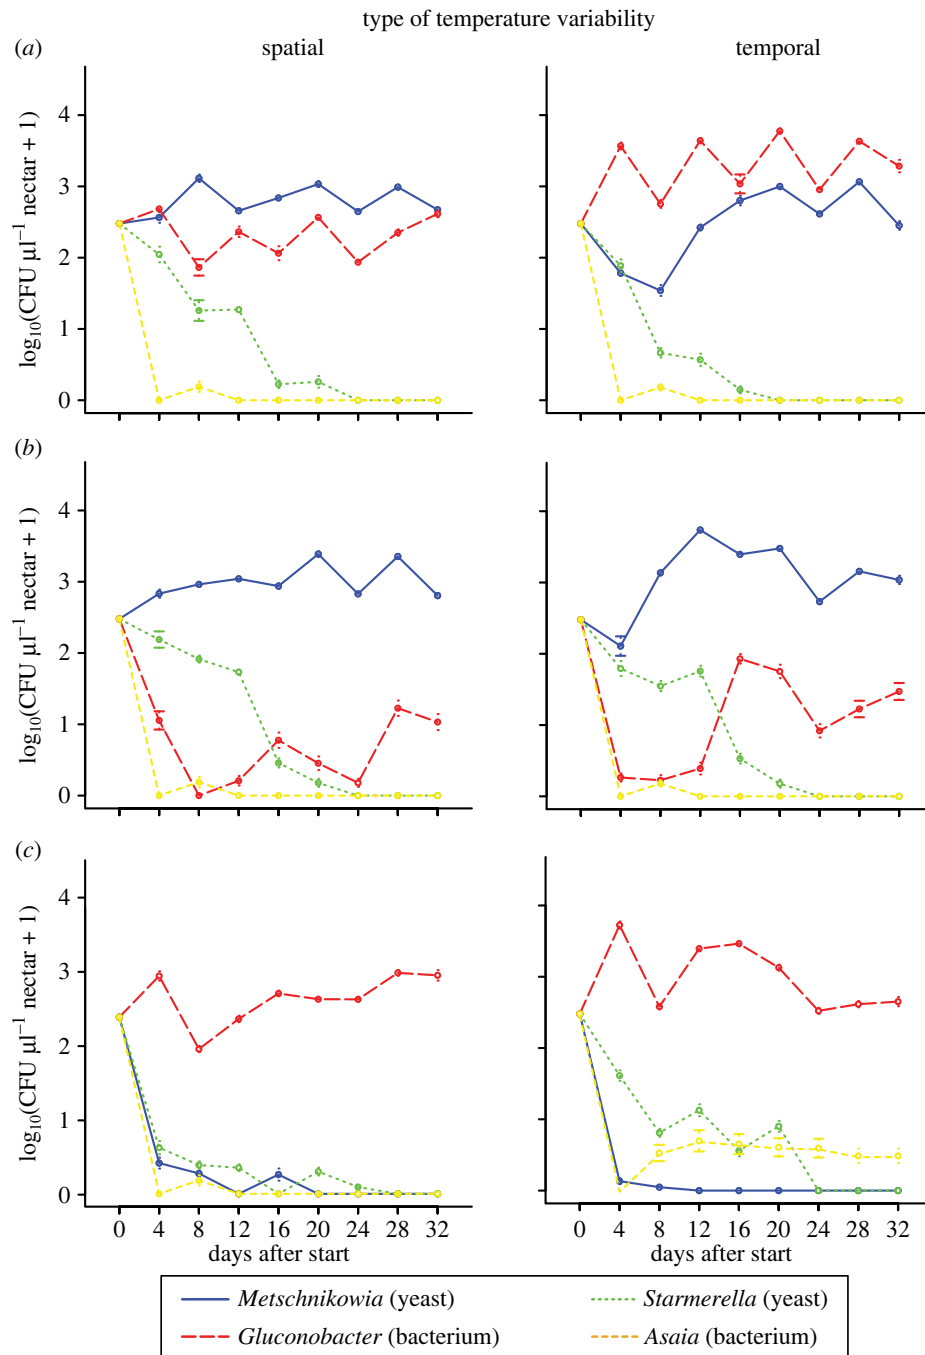 type of temperature variability
spatial
temporal
(a)
log10(CFU µl−1 nectar + 1)
4
3
2
1
0
(b)
log10(CFU µl−1 nectar + 1)
4
3
2
1
0
(c)
log10(CFU µl−1 nectar + 1)
4
3
2
1
0
0 4 8 12 16 20 24 28 32
days after start
0 4 8 12 16 20 24 28 32
days after start
Metschnikowia (yeast)
Starmerella (yeast)
Gluconobacter (bacterium)
Asaia (bacterium)